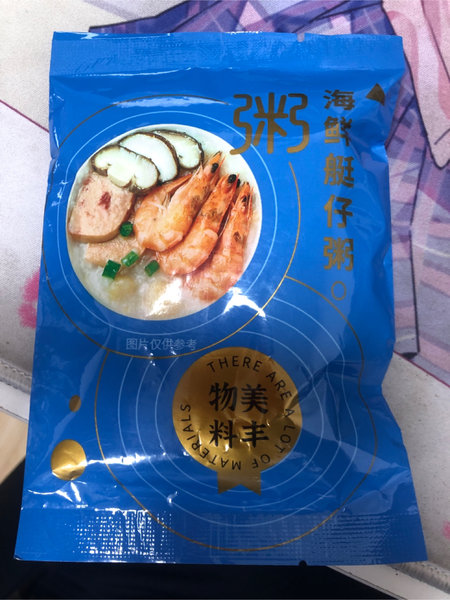 粥
海鲜艇仔粥
图片仅供参考
THERE ARE A LOT OF MATERIALS
物美
料丰